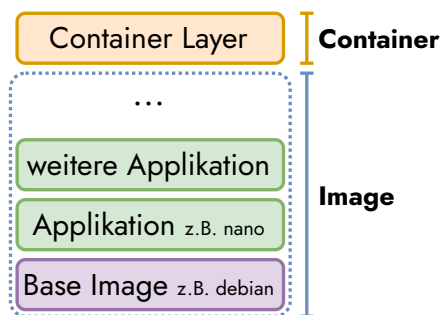 Container Layer
Container
...
weitere Applikation
Image
Applikation z.B. nano
Base Image z.B. debian